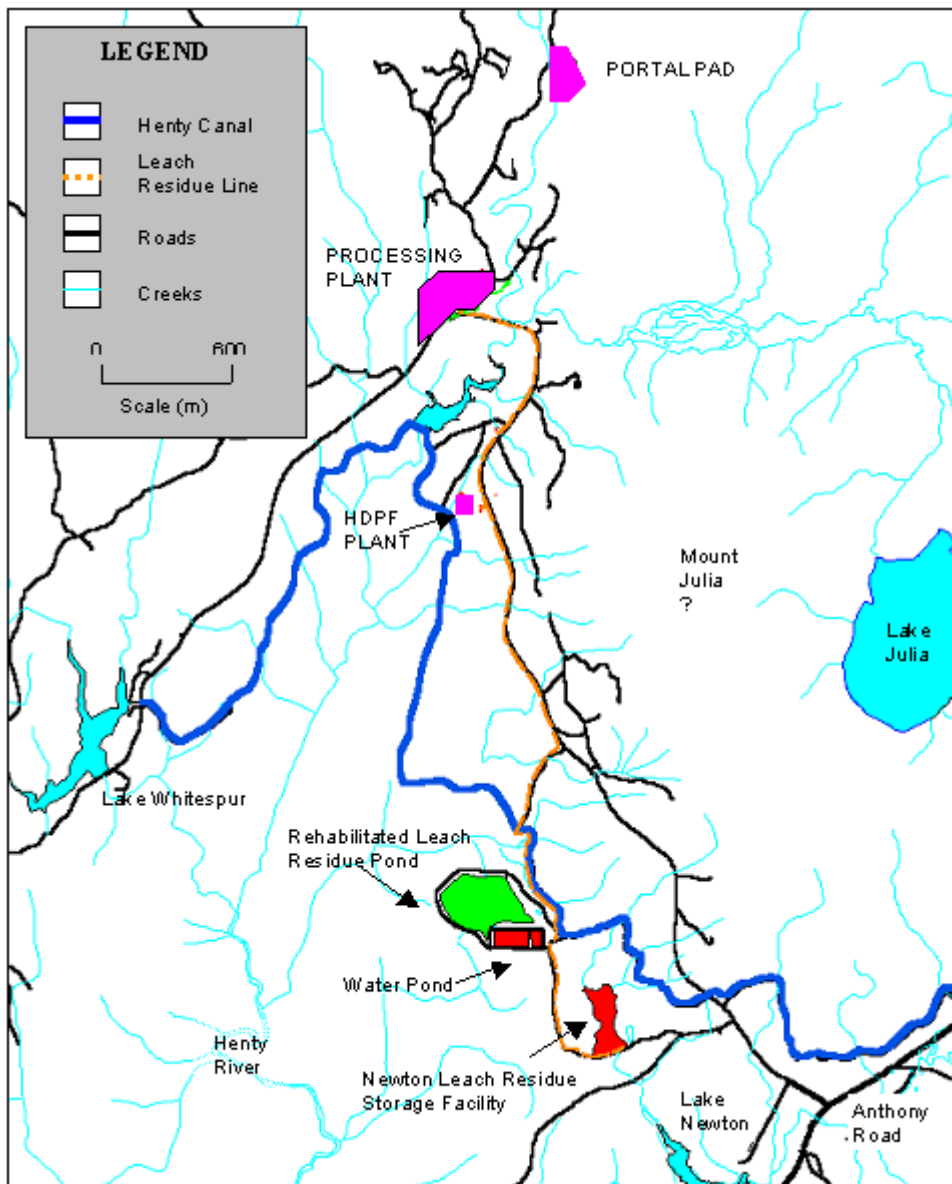 LEGEND
Henty Canal
Leach
Residue Line
Roads
Creeks
0 600
Scale (m)
PORTAL PAD
PROCESSING
PLANT
HDPF
PLANT
Mount
Julia
?
Lake
Julia
Lake Whitespur
Rehabilitated Leach
Residue Pond
Water Pond
Henty
River
Newton Leach Residue
Storage Facility
Lake
Newton
Anthony
Road